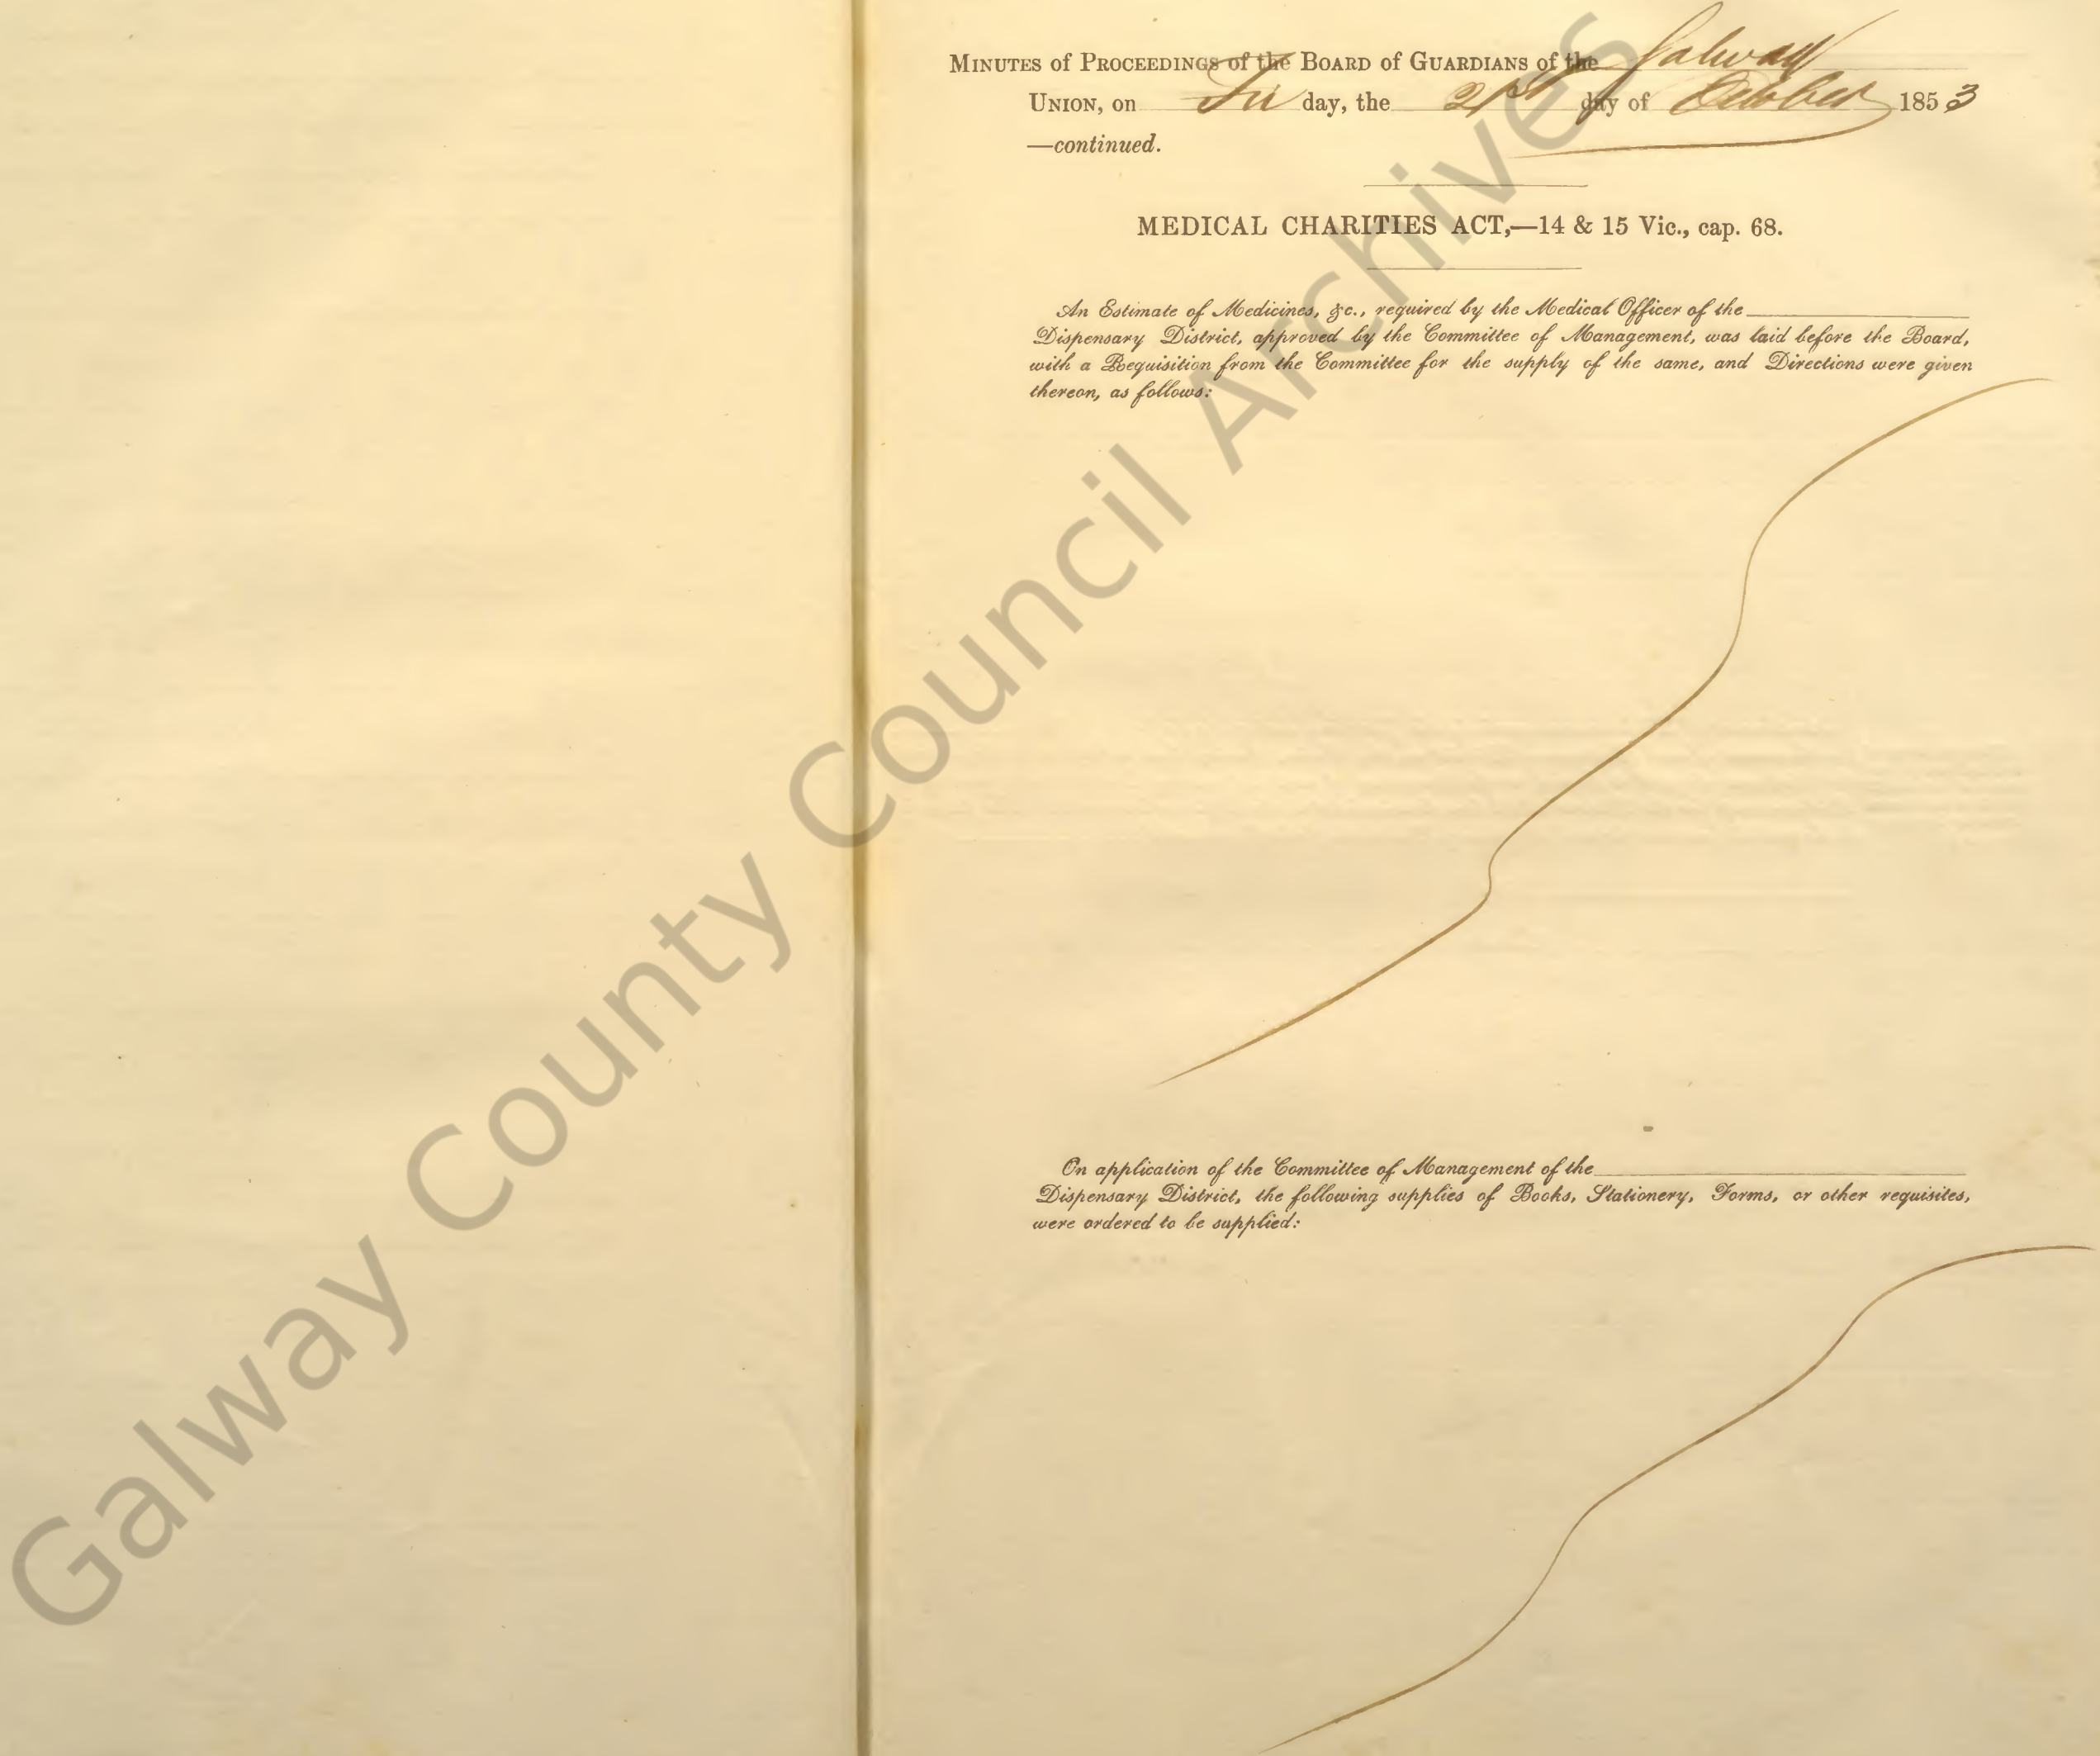 MINUTES of PROCEEDINGS of the BOARD of GUARDIANS of the Galway
UNION, on Fri day, the 21st day of October 1853
—continued.
MEDICAL CHARITIES ACT,—14 & 15 Vic., cap. 68.
An Estimate of Medicines, &c., required by the Medical Officer of the
Dispensary District, approved by the Committee of Management, was laid before the Board,
with a Requisition from the Committee for the supply of the same, and Directions were given
thereon, as follows:
On application of the Committee of Management of the
Dispensary District, the following supplies of Books, Stationery, Forms, or other requisites,
were ordered to be supplied:
Galway County Council Archives